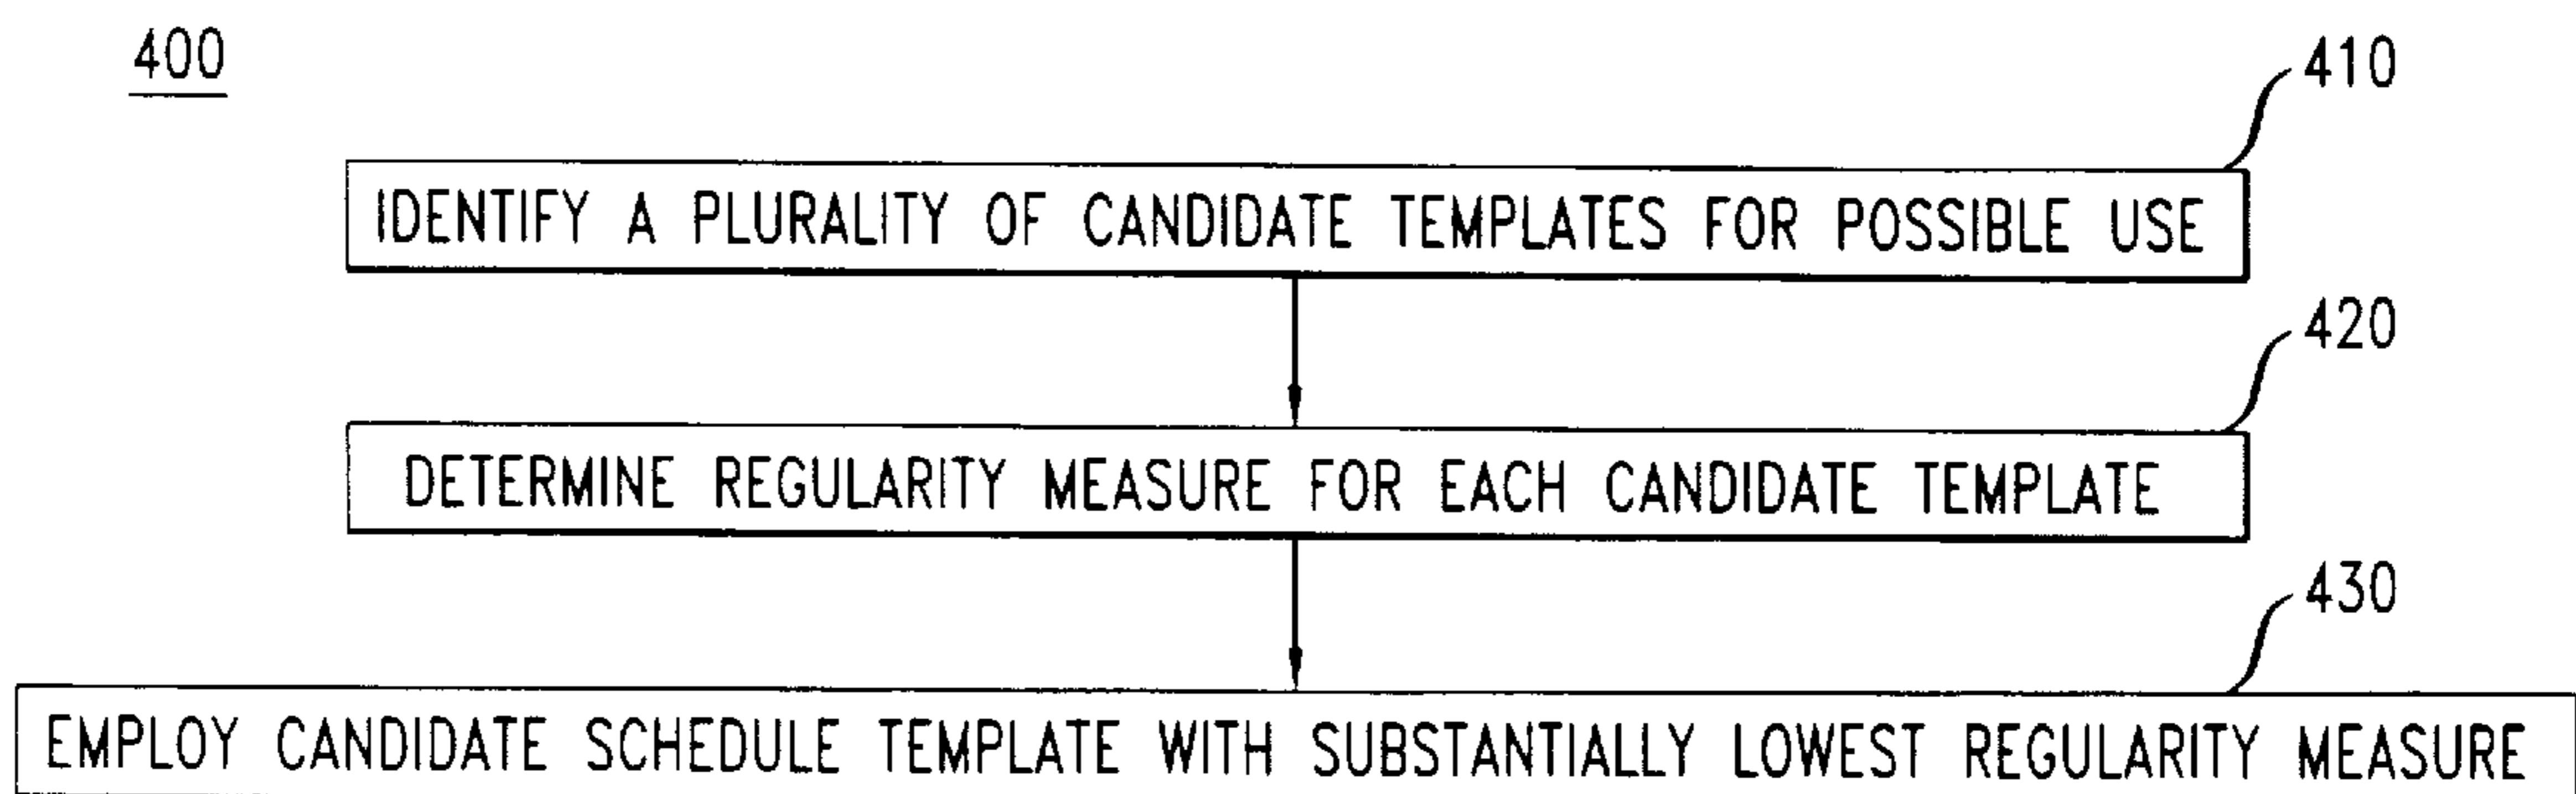 400
410
IDENTIFY A PLURALITY OF CANDIDATE TEMPLATES FOR POSSIBLE USE
420
DETERMINE REGULARITY MEASURE FOR EACH CANDIDATE TEMPLATE
430
EMPLOY CANDIDATE SCHEDULE TEMPLATE WITH SUBSTANTIALLY LOWEST REGULARITY MEASURE